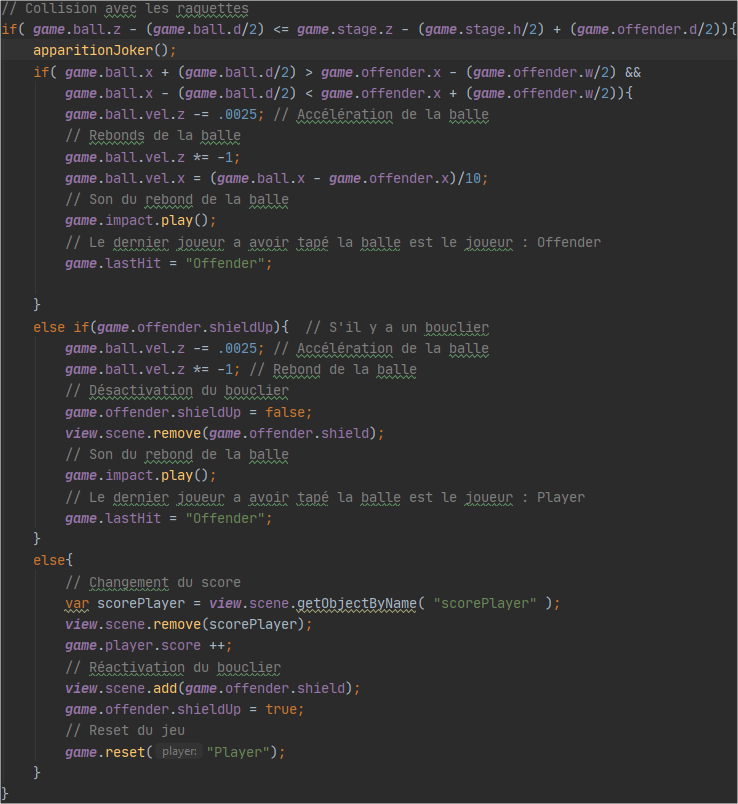 // Collision avec les raquettes
if( game.ball.z - (game.ball.d/2) <= game.stage.z - (game.stage.h/2) + (game.offender.d/2)){
apparitionJoker();
if( game.ball.x + (game.ball.d/2) > game.offender.x - (game.offender.w/2) &&
game.ball.x - (game.ball.d/2) < game.offender.x + (game.offender.w/2)){
game.ball.vel.z -= .0025; // Accélération de la balle
// Rebonds de la balle
game.ball.vel.z *= -1;
game.ball.vel.x = (game.ball.x - game.offender.x)/10;
// Son du rebond de la balle
game.impact.play();
// Le dernier joueur a avoir tapé la balle est le joueur : Offender
game.lastHit = "Offender";
}
else if(game.offender.shieldUp){ // S'il y a un bouclier
game.ball.vel.z -= .0025; // Accélération de la balle
game.ball.vel.z *= -1; // Rebond de la balle
// Désactivation du bouclier
game.offender.shieldUp = false;
view.scene.remove(game.offender.shield);
// Son du rebond de la balle
game.impact.play();
// Le dernier joueur a avoir tapé la balle est le joueur : Player
game.lastHit = "Offender";
}
else{
// Changement du score
var scorePlayer = view.scene.getObjectByName( "scorePlayer" );
view.scene.remove(scorePlayer);
game.player.score ++;
// Réactivation du bouclier
view.scene.add(game.offender.shield);
game.offender.shieldUp = true;
// Reset du jeu
game.reset( player: "Player");
}
}